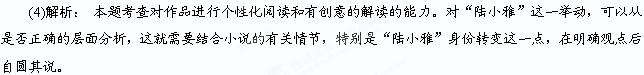 (4)解析： 本题考查对作品进行个性化阅读和有创意的解读的能力。对“陆小雅”这一举动，可以从
是否正确的层面分析，这就需要结合小说的有关情节，特别是“陆小雅”身份转变这一点，在明确观点后
自圆其说。